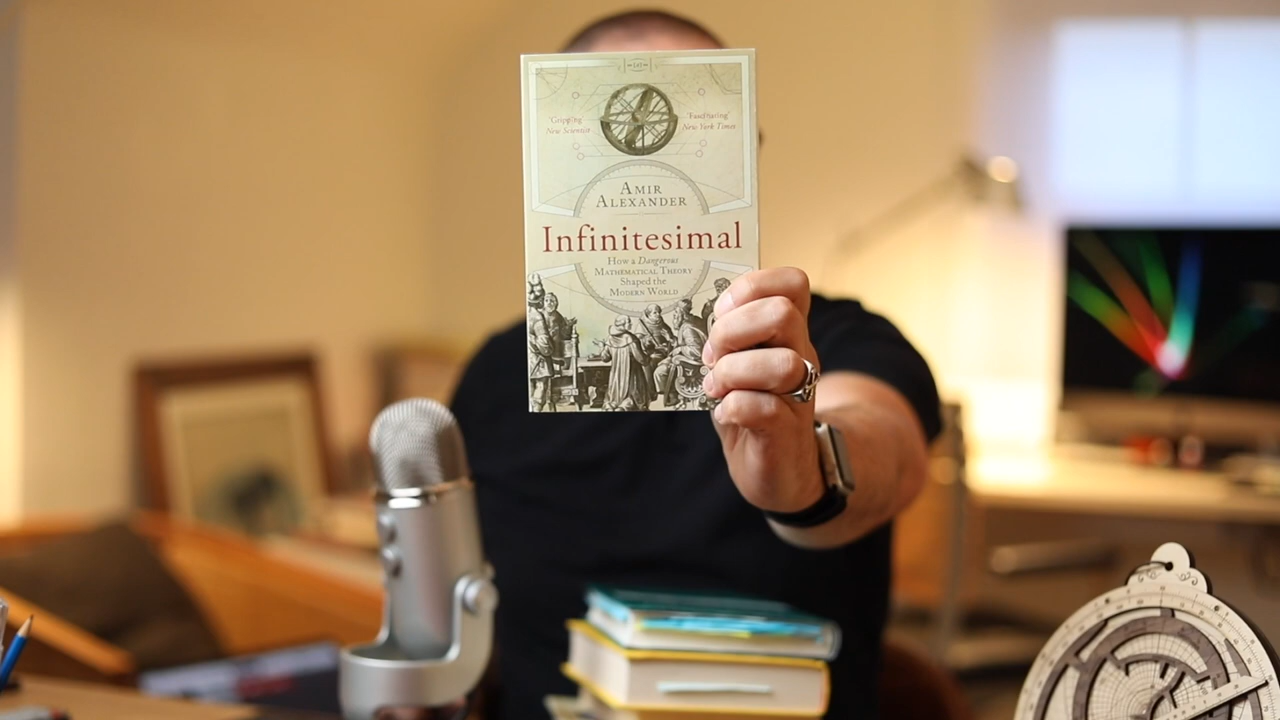 'Gripping'
New Scientist
'Fascinating'
New York Times
AMIR
ALEXANDER
Infinitesimal
How a Dangerous
MATHEMATICAL THEORY
Shaped the
MODERN WORLD